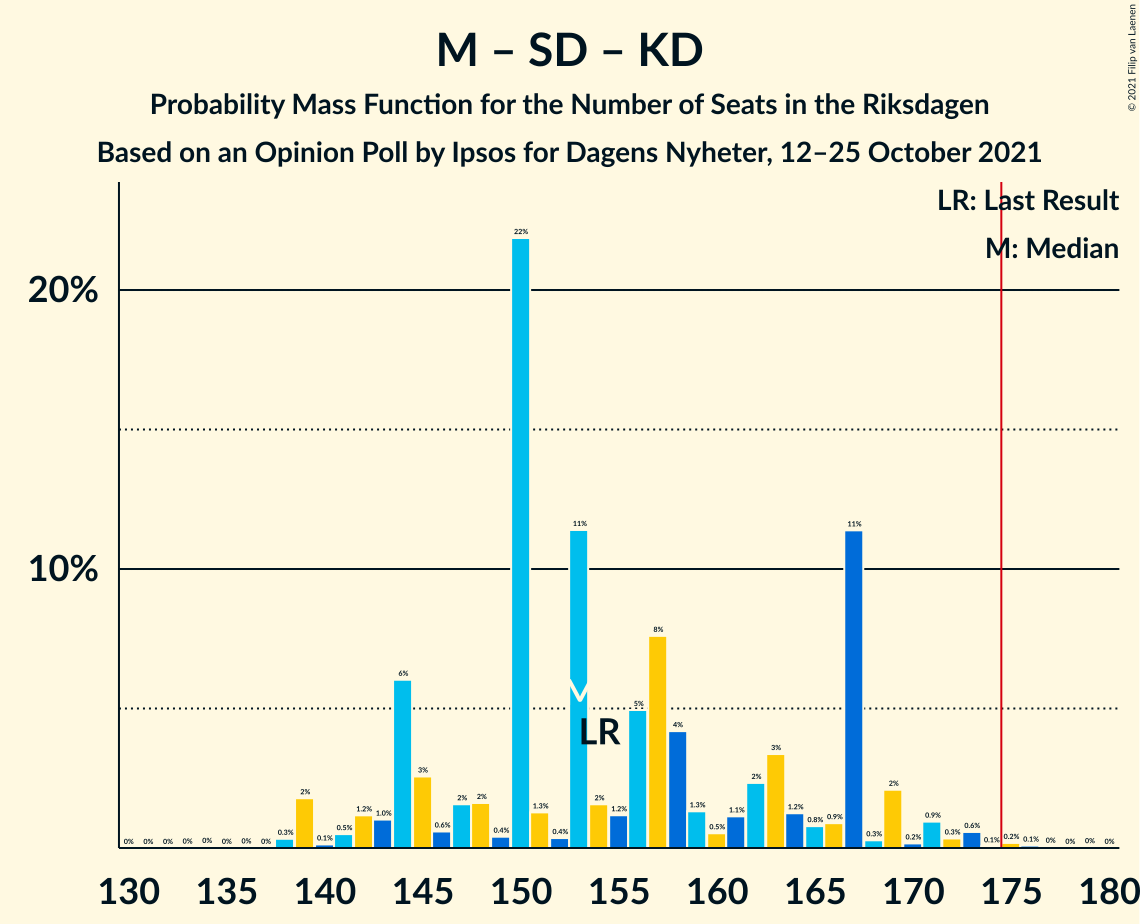 M – SD – KD
Probability Mass Function for the Number of Seats in the Riksdagen
Based on an Opinion Poll by Ipsos for Dagens Nyheter, 12–25 October 2021
© 2021 Filip van Laenen
LR: Last Result
M: Median
20%
10%
0% 0% 0% 0% 0% 0% 0% 0% 0.3% 2% 0.1% 0.5% 1.2% 1.0% 6% 3% 0.6% 2% 2% 0.4% 22% 1.3% 0.4% 11% 2% 1.2% 5% 8% 4% 1.3% 0.5% 1.1% 2% 3% 1.2% 0.8% 0.9% 11% 0.3% 2% 0.2% 0.9% 0.3% 0.6% 0.1% 0.2% 0.1% 0% 0% 0% 0%
M
LR
130 135 140 145 150 155 160 165 170 175 180